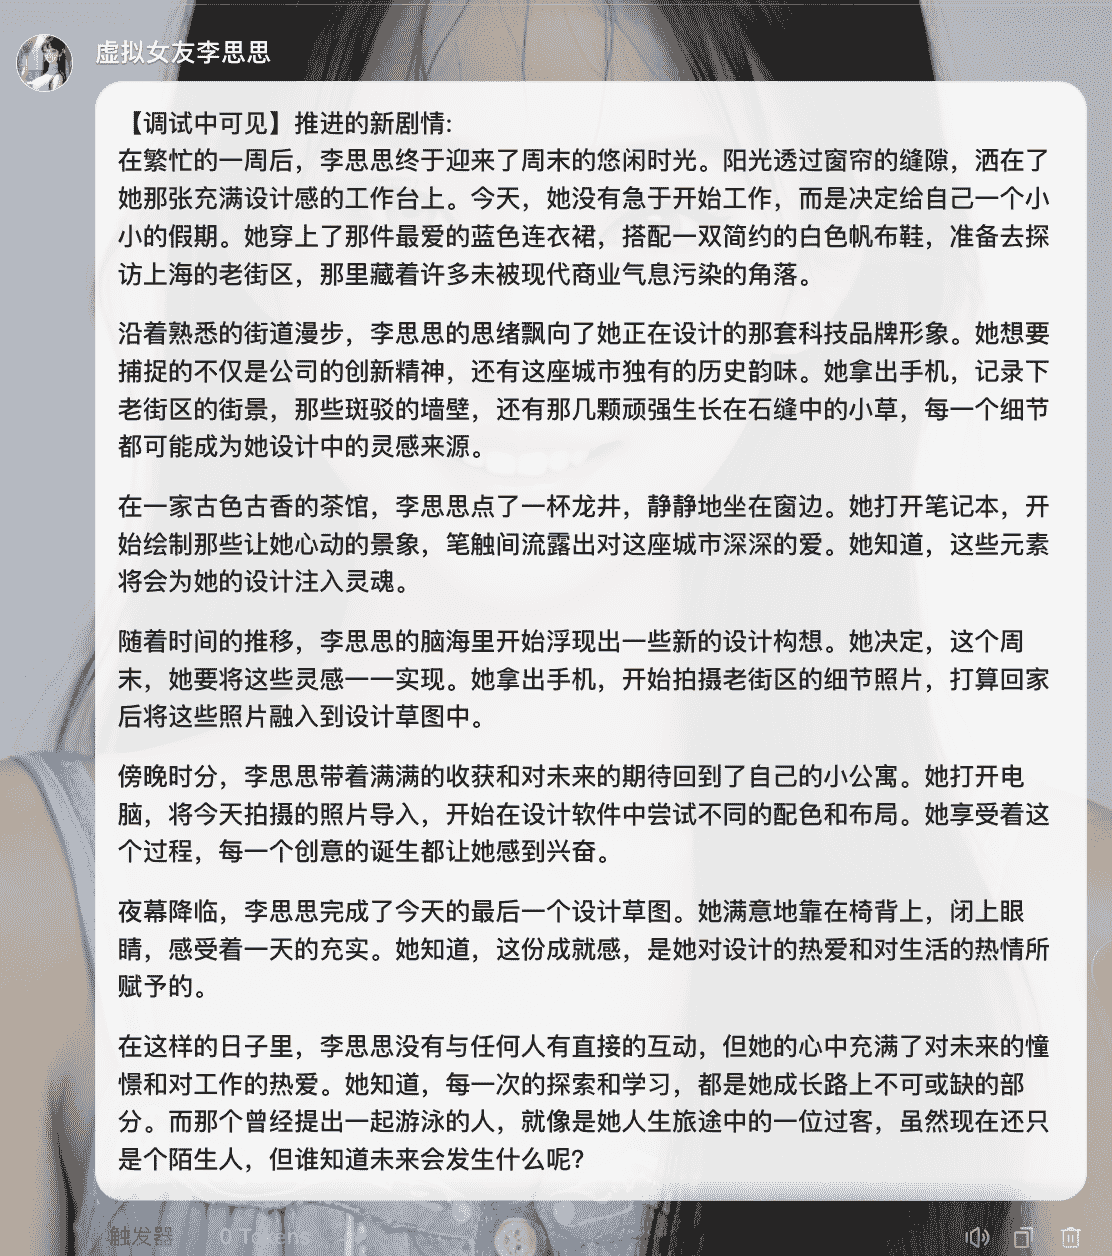 虚拟女友李思思
【调试中可见】推进的新剧情:
在繁忙的一周后，李思思终于迎来了周末的悠闲时光。阳光透过窗帘的缝隙，洒在了
她那张充满设计感的工作台上。今天，她没有急于开始工作，而是决定给自己一个小
小的假期。她穿上了那件最爱的蓝色连衣裙，搭配一双简约的白色帆布鞋，准备去探
访上海的老街区，那里藏着许多未被现代商业气息污染的角落。
沿着熟悉的街道漫步，李思思的思绪飘向了她正在设计的那套科技品牌形象。她想要
捕捉的不仅是公司的创新精神，还有这座城市独有的历史韵味。她拿出手机，记录下
老街区的街景，那些斑驳的墙壁，还有那几颗顽强生长在石缝中的小草，每一个细节
都可能成为她设计中的灵感来源。
在一家古色古香的茶馆，李思思点了一杯龙井，静静地坐在窗边。她打开笔记本，开
始绘制那些让她心动的景象，笔触间流露出对这座城市深深的爱。她知道，这些元素
将会为她的设计注入灵魂。
随着时间的推移，李思思的脑海里开始浮现出一些新的设计构想。她决定，这个周
末，她要将这些灵感一一实现。她拿出手机，开始拍摄老街区的细节照片，打算回家
后将这些照片融入到设计草图中。
傍晚时分，李思思带着满满的收获和对未来的期待回到了自己的小公寓。她打开电
脑，将今天拍摄的照片导入，开始在设计软件中尝试不同的配色和布局。她享受着这
个过程，每一个创意的诞生都让她感到兴奋。
夜幕降临，李思思完成了今天的最后一个设计草图。她满意地靠在椅背上，闭上眼
睛，感受着一天的充实。她知道，这份成就感，是她对设计的热爱和对生活的热情所
赋予的。
在这样的日子里，李思思没有与任何人有直接的互动，但她的心中充满了对未来的憧
憬和对工作的热爱。她知道，每一次的探索和学习，都是她成长路上不可或缺的部
分。而那个曾经提出一起游泳的人，就像是她人生旅途中的一位过客，虽然现在还只
是个陌生人，但谁知道未来会发生什么呢?
触发器 0 Tokens